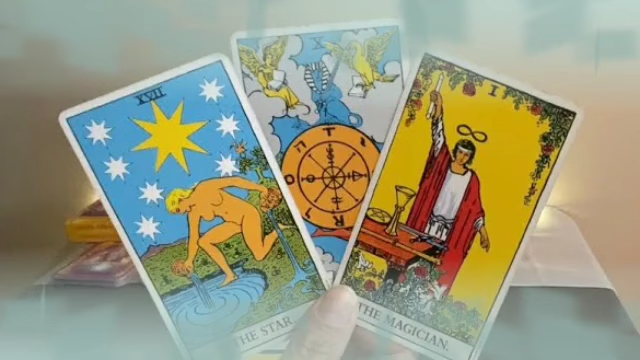 XVII
THE STAR.
X
T
R
I
THE MAGICIAN.